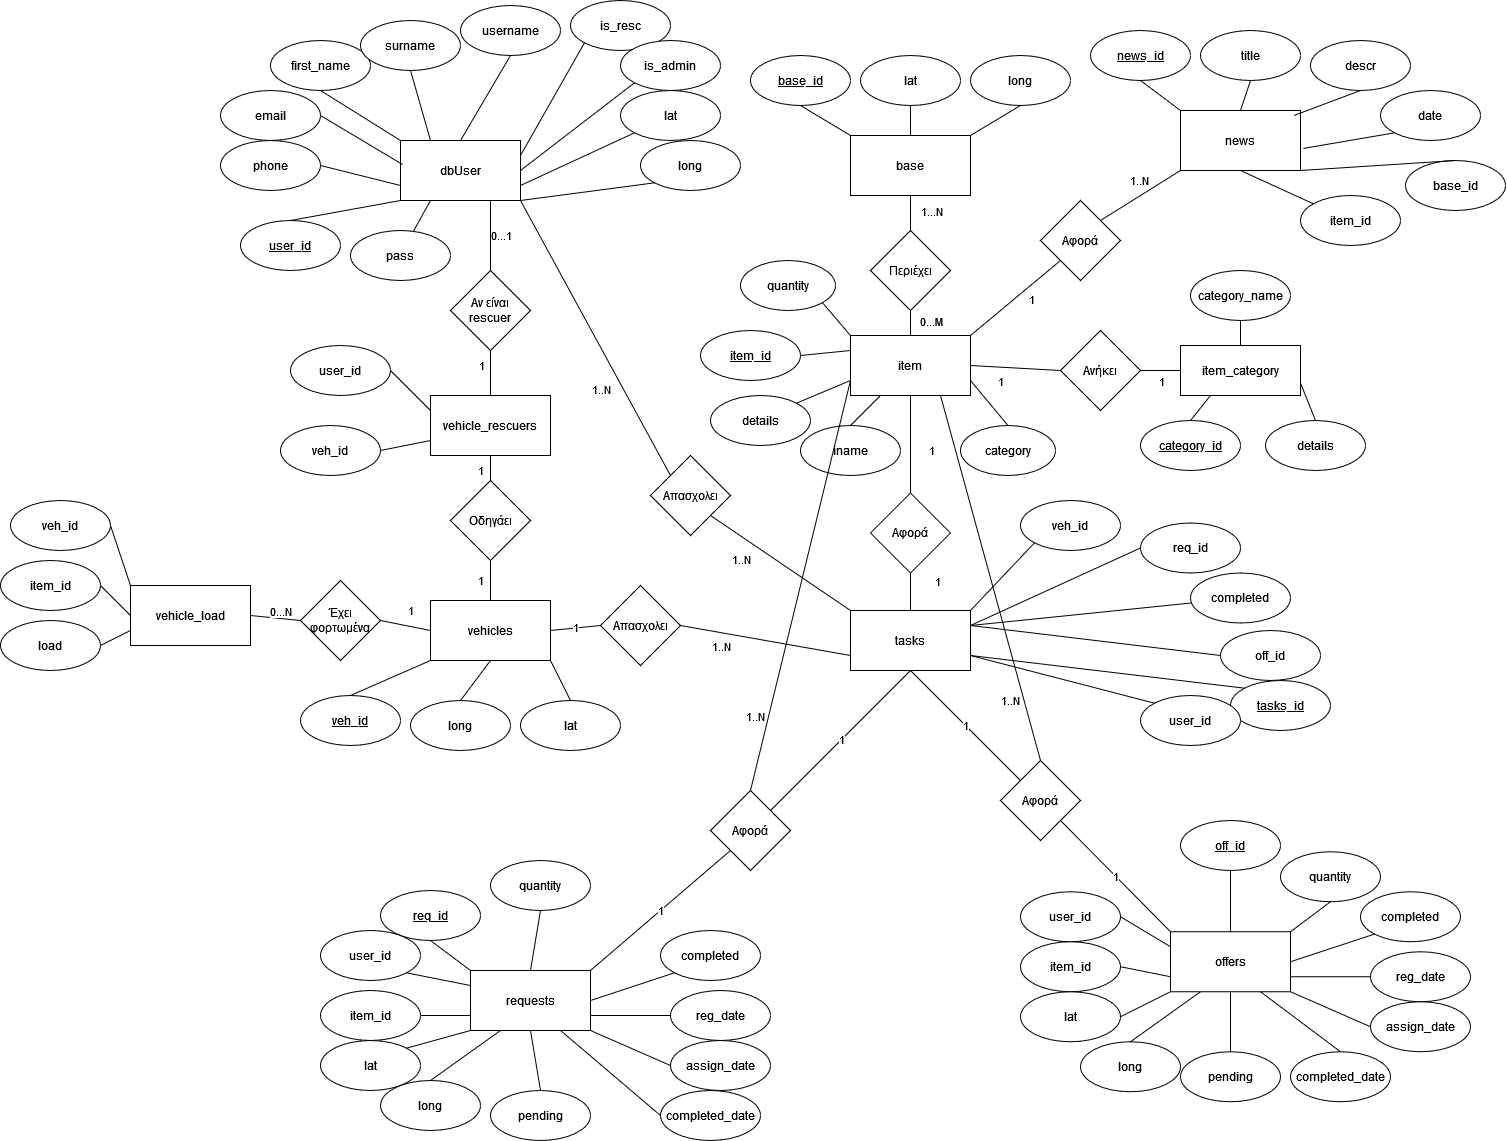 is_resc
username
surname
first_name
is_admin
email
lat
phone
dbUser
long
user_id
pass
0...1
Αν είναι
rescuer
1
user_id
vehicle_rescuers
veh_id
1
Οδηγάει
1
veh_id
item_id
load
vehicle_load
0...N
Έχει
φορτωμένα
1
vehicles
veh_id
long
lat
1
Απασχολει
1..N
1..N
Απασχολει
1..N
base_id
lat
long
base
1...N
Περιέχει
0...M
quantity
item_id
item
details
iname
category
news_id
title
descr
date
news
base_id
item_id
1..N
Αφορά
1
category_name
1
Ανήκει
1
item_category
category_id
details
1
Αφορά
1
veh_id
req_id
completed
tasks
off_id
tasks_id
user_id
1..N
1
1
1..N
Αφορά
Αφορά
1
1
quantity
req_id
user_id
completed
item_id
requests
reg_date
lat
assign_date
long
pending
completed_date
off_id
quantity
user_id
completed
item_id
offers
reg_date
lat
assign_date
long
pending
completed_date